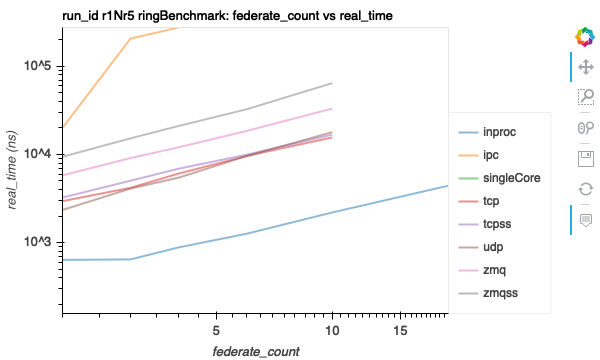 run_id r1Nr5 ringBenchmark: federate_count vs real_time
real_time (ns)
10^5
10^4
10^3
5
10
15
federate_count
inproc
ipc
singleCore
tcp
tcpss
udp
zmq
zmqss